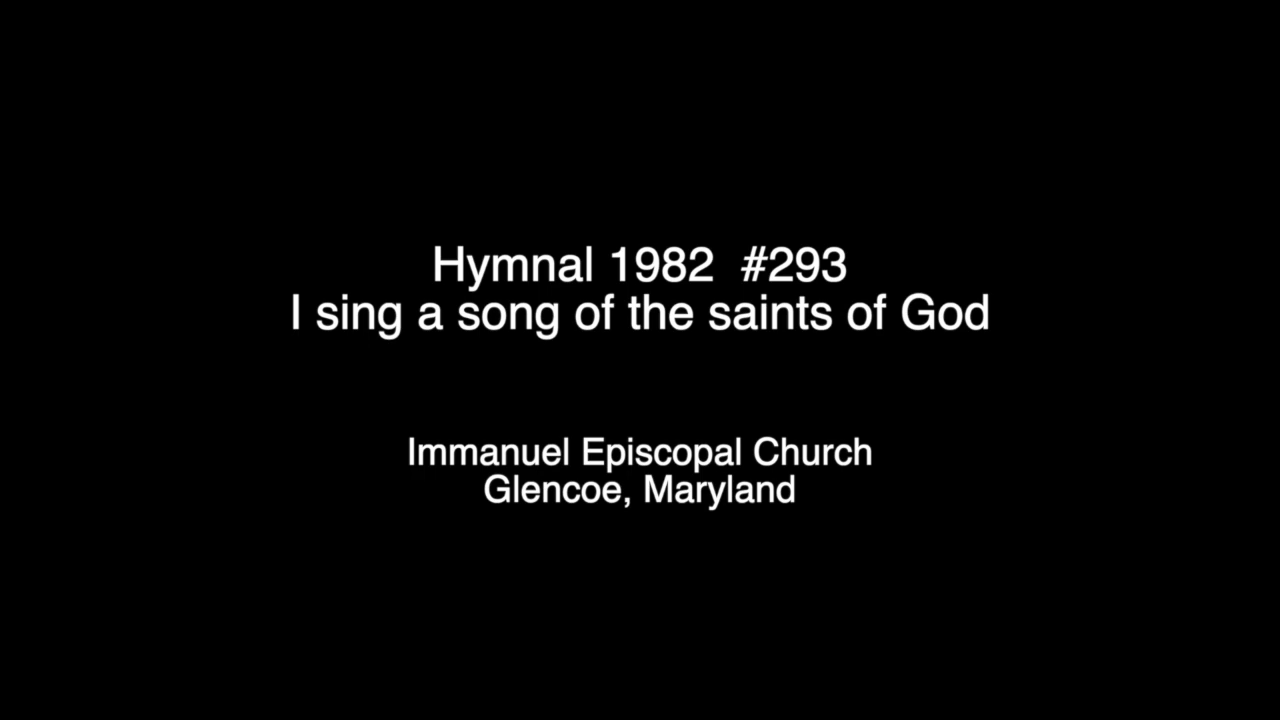 Hymnal 1982  #293
I sing a song of the saints of God
Immanuel Episcopal Church
Glencoe, Maryland